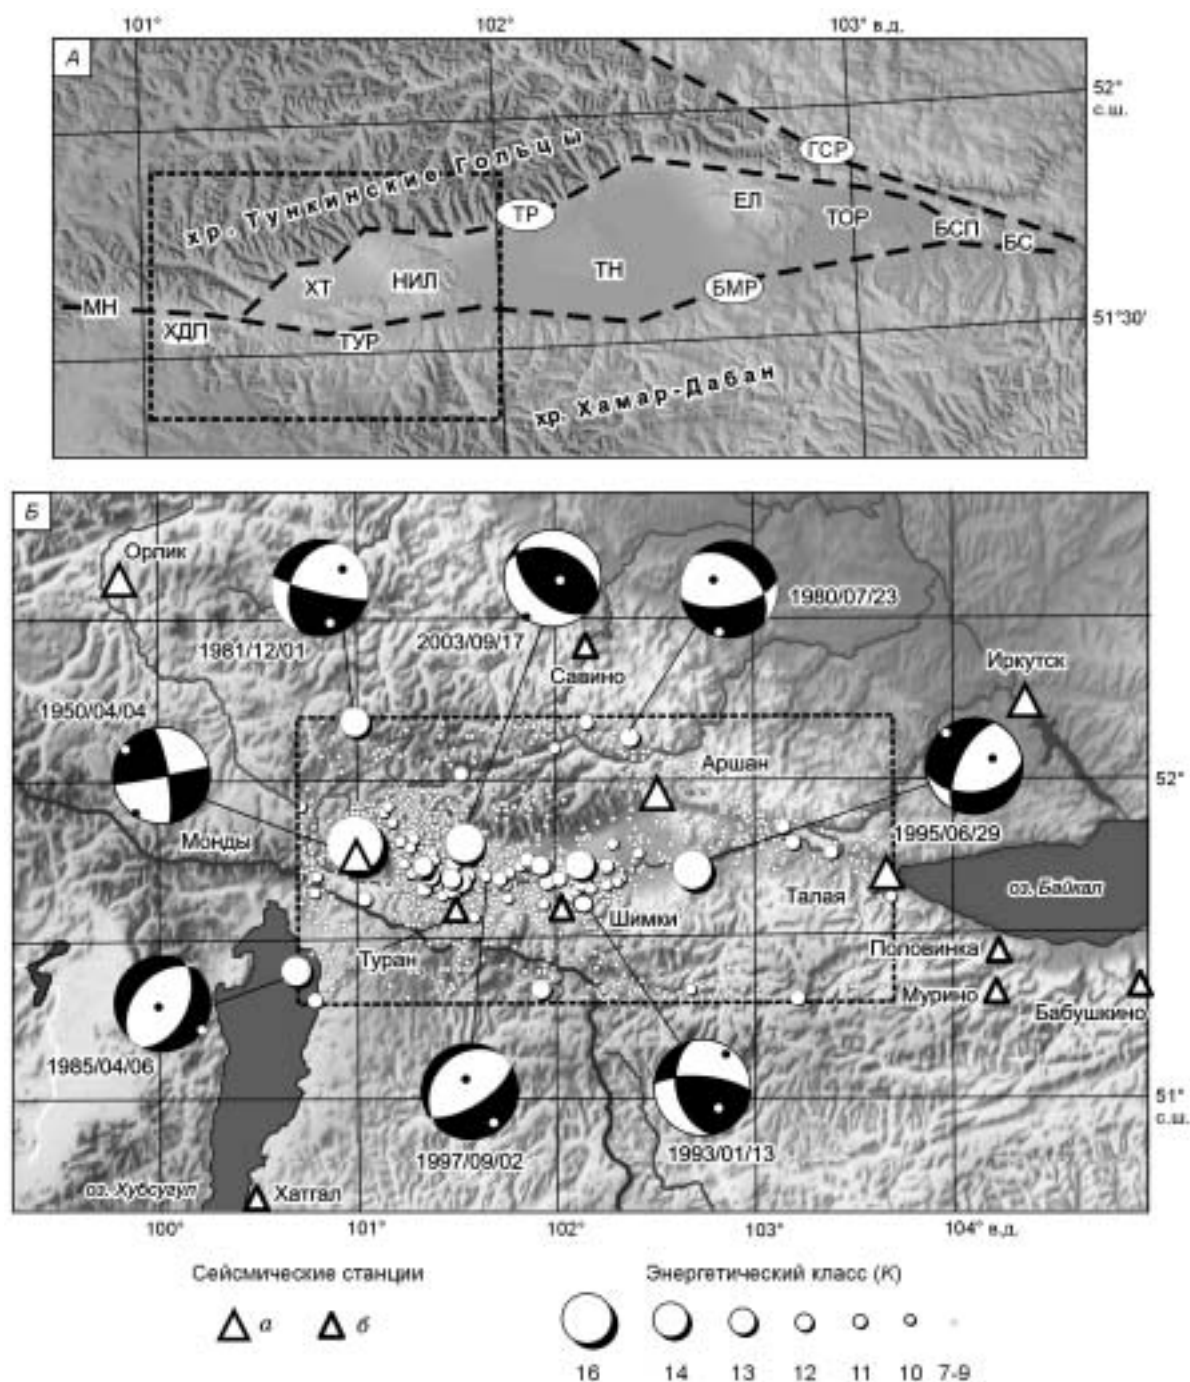 101°
102°
103° в.д.
А
52°
с.ш.
хр. Тункинские Гольцы
ГСР
ТР
ЕЛ
ТОР
БСП
БС
ХТ
НИЛ
ТН
БМР
МН
ХДП
ТУР
51°30'
хр. Хамар-Дабан
Б
Орлик
1981/12/01
2003/09/17
1980/07/23
Савино
Иркутск
1950/04/04
Аршан
52°
Монды
1995/06/29
оз. Байкал
Талая
Шимки
Туран
Половинка
Мурино
Бабушкино
1985/04/06
51°
с.ш.
1997/09/02
1993/01/13
оз. Хубсугул
Хатгал
100°
101°
102°
103°
104° в.д.
Сейсмические станции
Энергетический класс (К)
а
б
16
14
13
12
11
10
7-9